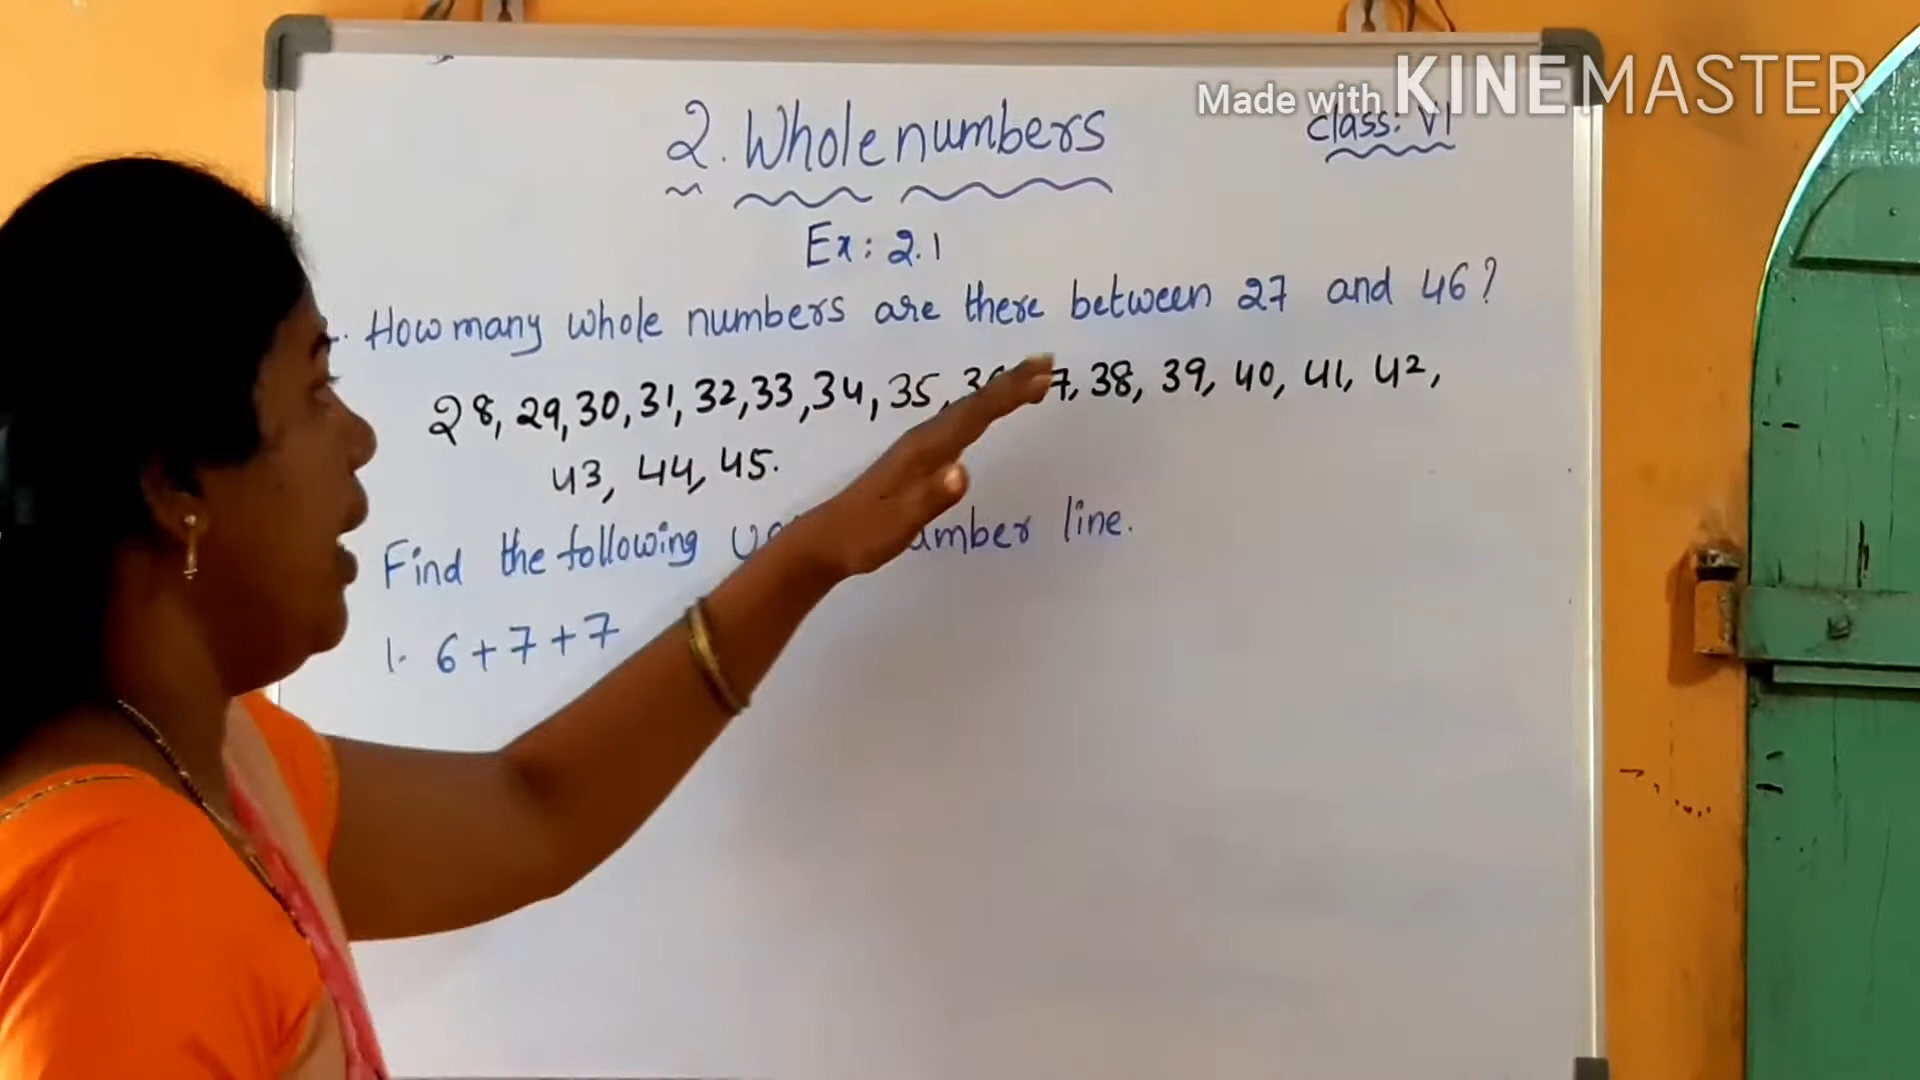 Made with KINEMASTER
2. Whole numbers
class: VI
Ex: 2.1
How many whole numbers are there between 27 and 46?
28, 29, 30, 31, 32, 33, 34, 35, 38, 39, 40, 41, 42,
43, 44, 45.
Find the following line.
1. 6+7+7